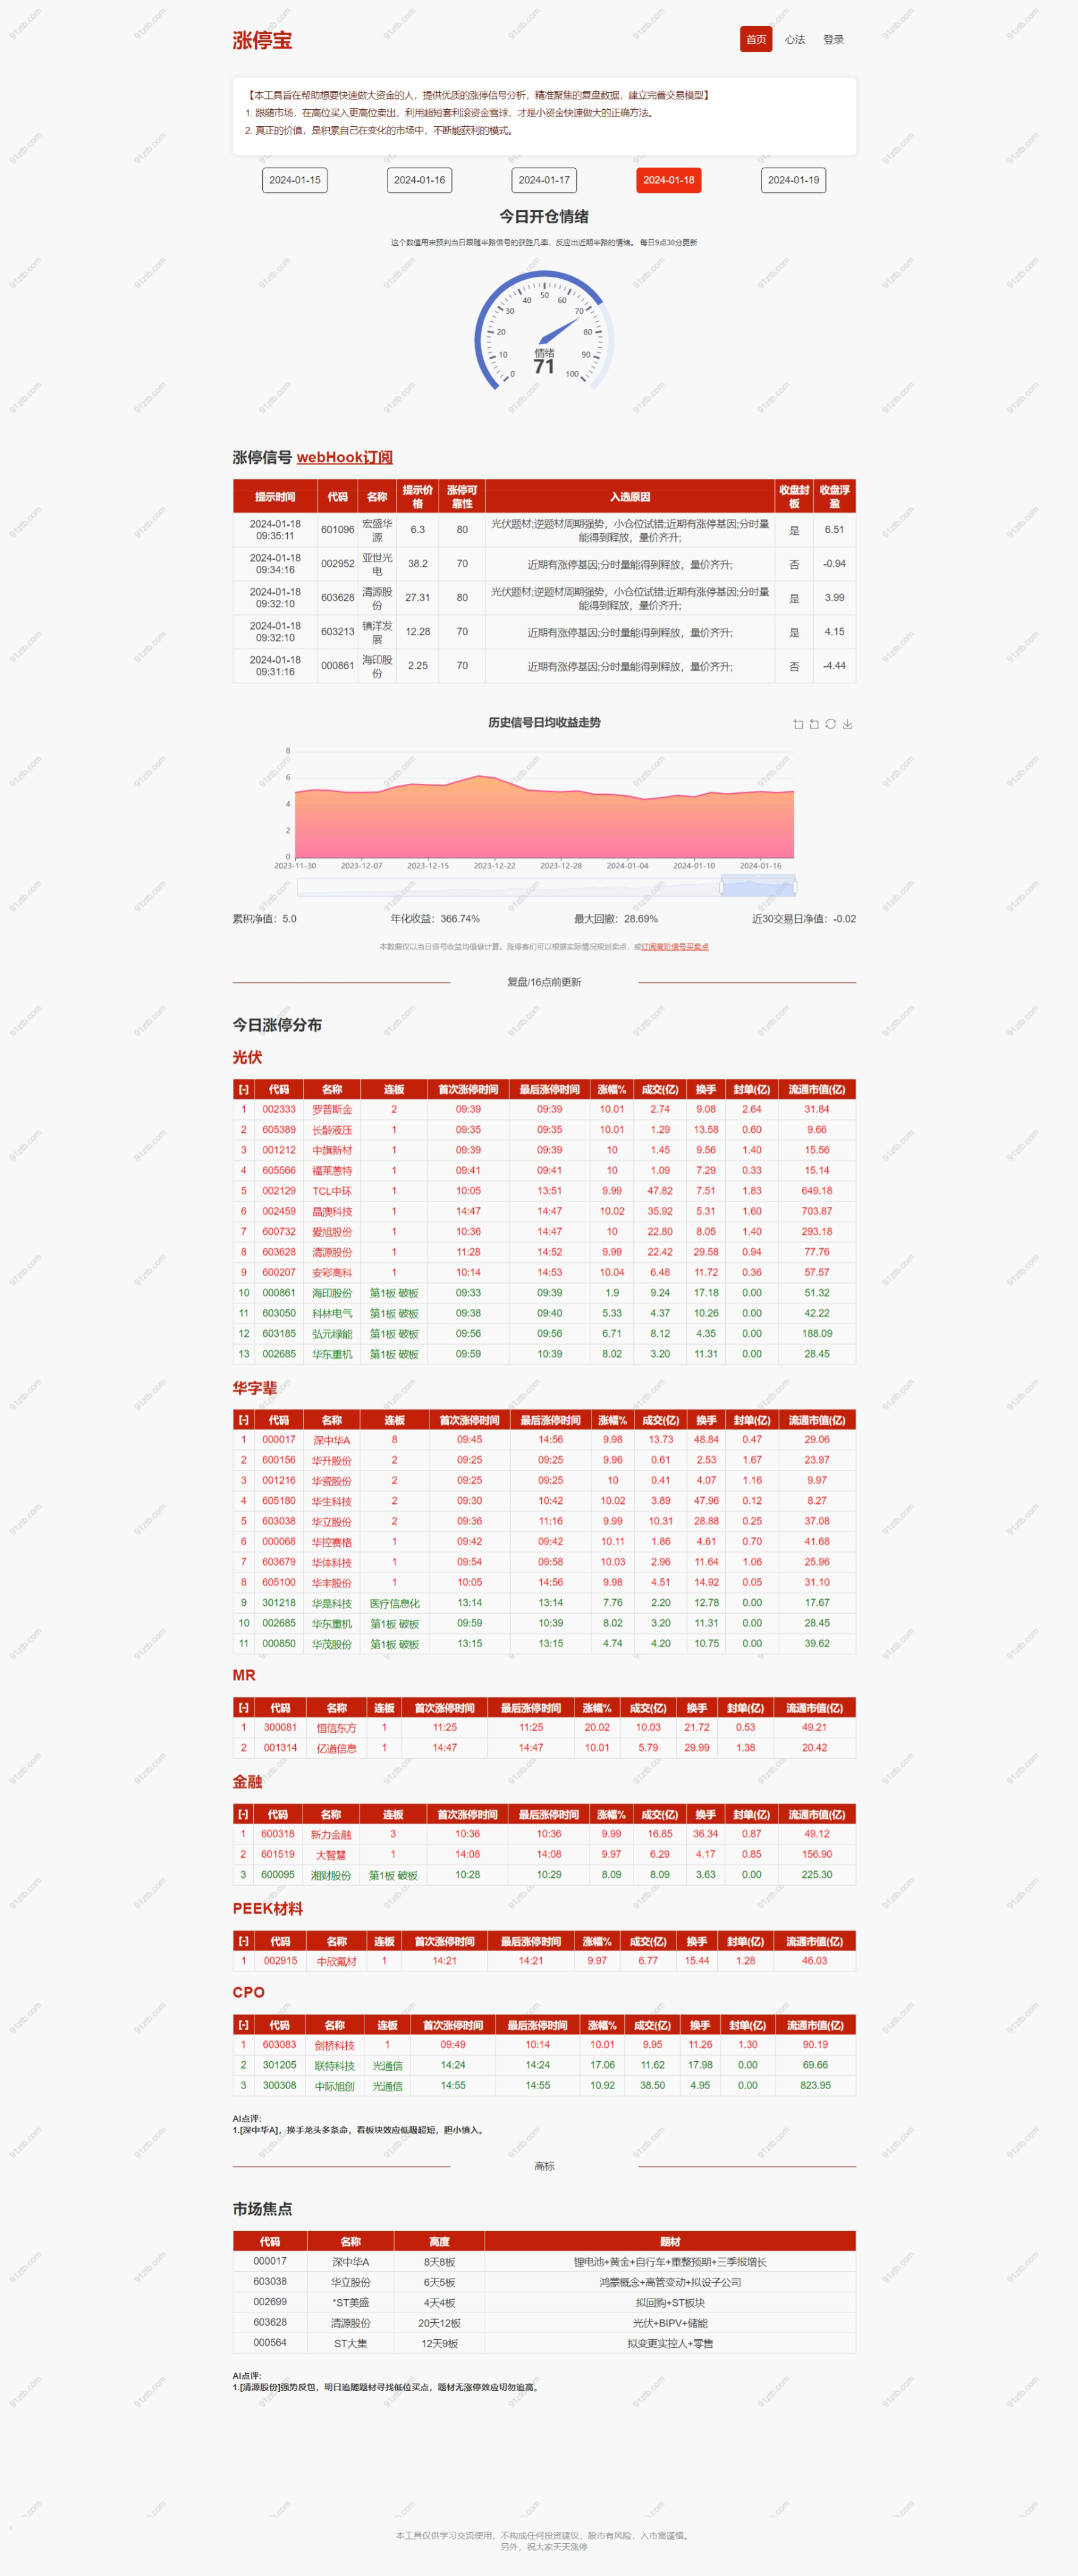 涨停宝
首页 心法 登录
【本工具旨在帮助想要快速做大资金的人，提供优质的涨停信号分析，精准聚焦的复盘数据，建立完善交易模型】
1. 跟随市场，在高位买入更高位卖出，利用超短套利滚资金雪球，才是小资金快速做大的正确方法。
2. 真正的价值，是积累自己在变化的市场中，不断能获利的模式。
2024-01-15 2024-01-16 2024-01-17 2024-01-18 2024-01-19
今日开仓情绪
这个数值用来预判当日跟随半路信号的获胜几率，反应出近期半路的情绪。 每日9点30分更新
0 10 20 30 40 50 60 70 80 90 100
情绪
71
涨停信号 webHook订阅
提示时间 代码 名称 提示价格 涨停可靠性 入选原因 收盘封板 收盘浮盈
2024-01-18 09:35:11 601096 宏盛华源 6.3 80 光伏题材;逆题材周期强势，小仓位试错;近期有涨停基因;分时量能得到释放，量价齐升; 是 6.51
2024-01-18 09:34:16 002952 亚世光电 38.2 70 近期有涨停基因;分时量能得到释放，量价齐升; 否 -0.94
2024-01-18 09:32:10 603628 清源股份 27.31 80 光伏题材;逆题材周期强势，小仓位试错;近期有涨停基因;分时量能得到释放，量价齐升; 是 3.99
2024-01-18 09:32:10 603213 镇洋发展 12.28 70 近期有涨停基因;分时量能得到释放，量价齐升; 是 4.15
2024-01-18 09:31:16 000861 海印股份 2.25 70 近期有涨停基因;分时量能得到释放，量价齐升; 否 -4.44
历史信号日均收益走势
8
6
4
2
0
2023-11-30 2023-12-07 2023-12-15 2023-12-22 2023-12-28 2024-01-04 2024-01-10 2024-01-16
累积净值：5.0 年化收益：366.74% 最大回撤：28.69% 近30交易日净值：-0.02
本数据仅以当日信号收益均值做计算。涨停客们可以根据实际情况规划卖点，或订阅高阶信号买卖点
复盘/16点前更新
今日涨停分布
光伏
[-] 代码 名称 连板 首次涨停时间 最后涨停时间 涨幅% 成交(亿) 换手 封单(亿) 流通市值(亿)
1 002333 罗普斯金 2 09:39 09:39 10.01 2.74 9.08 2.64 31.84
2 605389 长龄液压 1 09:35 09:35 10.01 1.29 13.58 0.60 9.66
3 001212 中旗新材 1 09:39 09:39 10 1.45 9.56 1.40 15.56
4 605566 福莱蒽特 1 09:41 09:41 10 1.09 7.29 0.33 15.14
5 002129 TCL中环 1 10:05 13:51 9.99 47.82 7.51 1.83 649.18
6 002459 晶澳科技 1 14:47 14:47 10.02 35.92 5.31 1.60 703.87
7 600732 爱旭股份 1 10:36 14:47 10 22.80 8.05 1.40 293.18
8 603628 清源股份 1 11:28 14:52 9.99 22.42 29.58 0.94 77.76
9 600207 安彩高科 1 10:14 14:53 10.04 6.48 11.72 0.36 57.57
10 000861 海印股份 第1板 破板 09:33 09:39 1.9 9.24 17.18 0.00 51.32
11 603050 科林电气 第1板 破板 09:38 09:40 5.33 4.37 10.26 0.00 42.22
12 603185 弘元绿能 第1板 破板 09:56 09:56 6.71 8.12 4.35 0.00 188.09
13 002685 华东重机 第1板 破板 09:59 10:39 8.02 3.20 11.31 0.00 28.45
华字辈
[-] 代码 名称 连板 首次涨停时间 最后涨停时间 涨幅% 成交(亿) 换手 封单(亿) 流通市值(亿)
1 000017 深中华A 8 09:45 14:56 9.98 13.73 48.84 0.47 29.06
2 600156 华升股份 2 09:25 09:25 9.96 0.61 2.53 1.67 23.97
3 001216 华瓷股份 2 09:25 09:25 10 0.41 4.07 1.16 9.97
4 605180 华生科技 2 09:30 10:42 10.02 3.89 47.96 0.12 8.27
5 603038 华立股份 2 09:36 11:16 9.99 10.31 28.88 0.25 37.08
6 000068 华控赛格 1 09:42 09:42 10.11 1.86 4.61 0.70 41.68
7 603679 华体科技 1 09:54 09:58 10.03 2.96 11.64 1.06 25.96
8 605100 华丰股份 1 10:05 14:56 9.98 4.51 14.92 0.05 31.10
9 301218 华是科技 医疗信息化 13:14 13:14 7.76 2.20 12.78 0.00 17.67
10 002685 华东重机 第1板 破板 09:59 10:39 8.02 3.20 11.31 0.00 28.45
11 000850 华茂股份 第1板 破板 13:15 13:15 4.74 4.20 10.75 0.00 39.62
MR
[-] 代码 名称 连板 首次涨停时间 最后涨停时间 涨幅% 成交(亿) 换手 封单(亿) 流通市值(亿)
1 300081 恒信东方 1 11:25 11:25 20.02 10.03 21.72 0.53 49.21
2 001314 亿道信息 1 14:47 14:47 10.01 5.79 29.99 1.38 20.42
金融
[-] 代码 名称 连板 首次涨停时间 最后涨停时间 涨幅% 成交(亿) 换手 封单(亿) 流通市值(亿)
1 600318 新力金融 3 10:36 10:36 9.99 16.85 36.34 0.87 49.12
2 601519 大智慧 1 14:08 14:08 9.97 6.29 4.17 0.85 156.90
3 600095 湘财股份 第1板 破板 10:28 10:29 8.09 8.09 3.63 0.00 225.30
PEEK材料
[-] 代码 名称 连板 首次涨停时间 最后涨停时间 涨幅% 成交(亿) 换手 封单(亿) 流通市值(亿)
1 002915 中欣氟材 1 14:21 14:21 9.97 6.77 15.44 1.28 46.03
CPO
[-] 代码 名称 连板 首次涨停时间 最后涨停时间 涨幅% 成交(亿) 换手 封单(亿) 流通市值(亿)
1 603083 剑桥科技 1 09:49 10:14 10.01 9.95 11.26 1.30 90.19
2 301205 联特科技 光通信 14:24 14:24 17.06 11.62 17.98 0.00 69.66
3 300308 中际旭创 光通信 14:55 14:55 10.92 38.50 4.95 0.00 823.95
AI点评:
1.[深中华A]，换手龙头多条命，看板块效应低吸超短，胆小慎入。
高标
市场焦点
代码 名称 高度 题材
000017 深中华A 8天8板 锂电池+黄金+自行车+重整预期+三季报增长
603038 华立股份 6天5板 鸿蒙概念+高管变动+拟设子公司
002699 *ST美盛 4天4板 拟回购+ST板块
603628 清源股份 20天12板 光伏+BIPV+储能
000564 ST大集 12天9板 拟变更实控人+零售
AI点评:
1.[清源股份]强势反包，明日追随题材寻找低位买点，题材无涨停效应切勿追高。
本工具仅供学习交流使用，不构成任何投资建议，股市有风险，入市需谨慎。
另外，祝大家天天涨停
91ztb.com